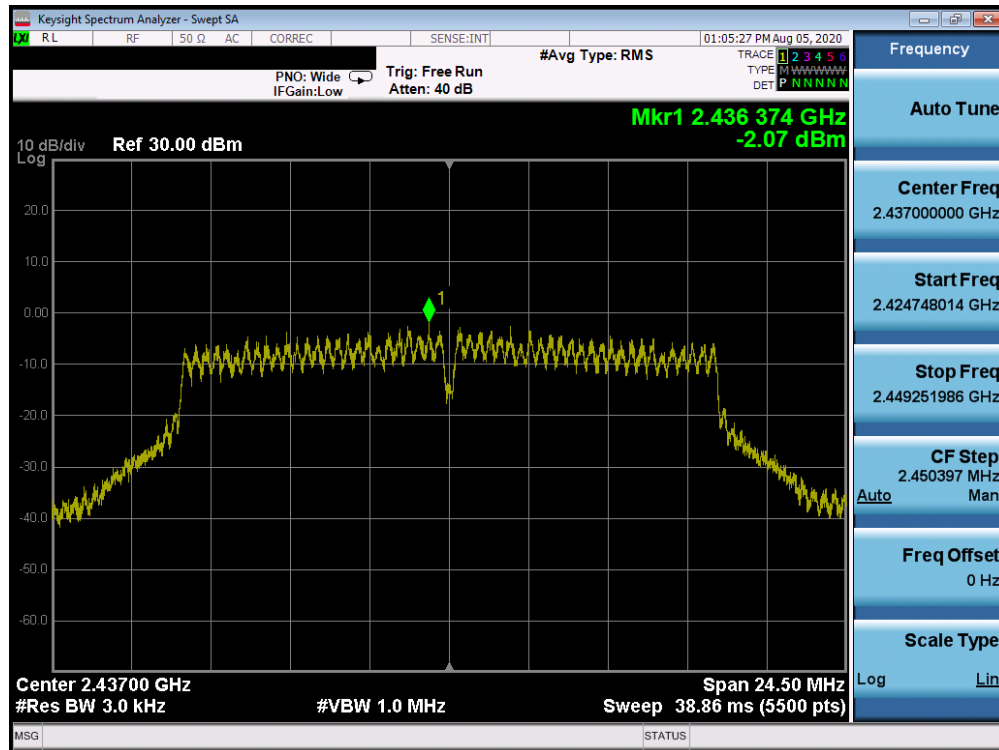 Keysight Spectrum Analyzer - Swept SA
LXI RL RF 50 Ω AC CORREC SENSE:INT 01:05:27 PM Aug 05, 2020
#Avg Type: RMS
TRACE 1 2 3 4 5 6
TYPE M W W W W W
DET P N N N N N
PNO: Wide
IFGain:Low
Trig: Free Run
Atten: 40 dB
Mkr1 2.436 374 GHz
-2.07 dBm
10 dB/div Ref 30.00 dBm
Log
20.0
10.0
0.00
-10.0
-20.0
-30.0
-40.0
-50.0
-60.0
1
Center 2.43700 GHz Span 24.50 MHz
#Res BW 3.0 kHz #VBW 1.0 MHz Sweep 38.86 ms (5500 pts)
MSG STATUS
Frequency
Auto Tune
Center Freq
2.437000000 GHz
Start Freq
2.424748014 GHz
Stop Freq
2.449251986 GHz
CF Step
2.450397 MHz
Auto Man
Freq Offset
0 Hz
Scale Type
Log Lin